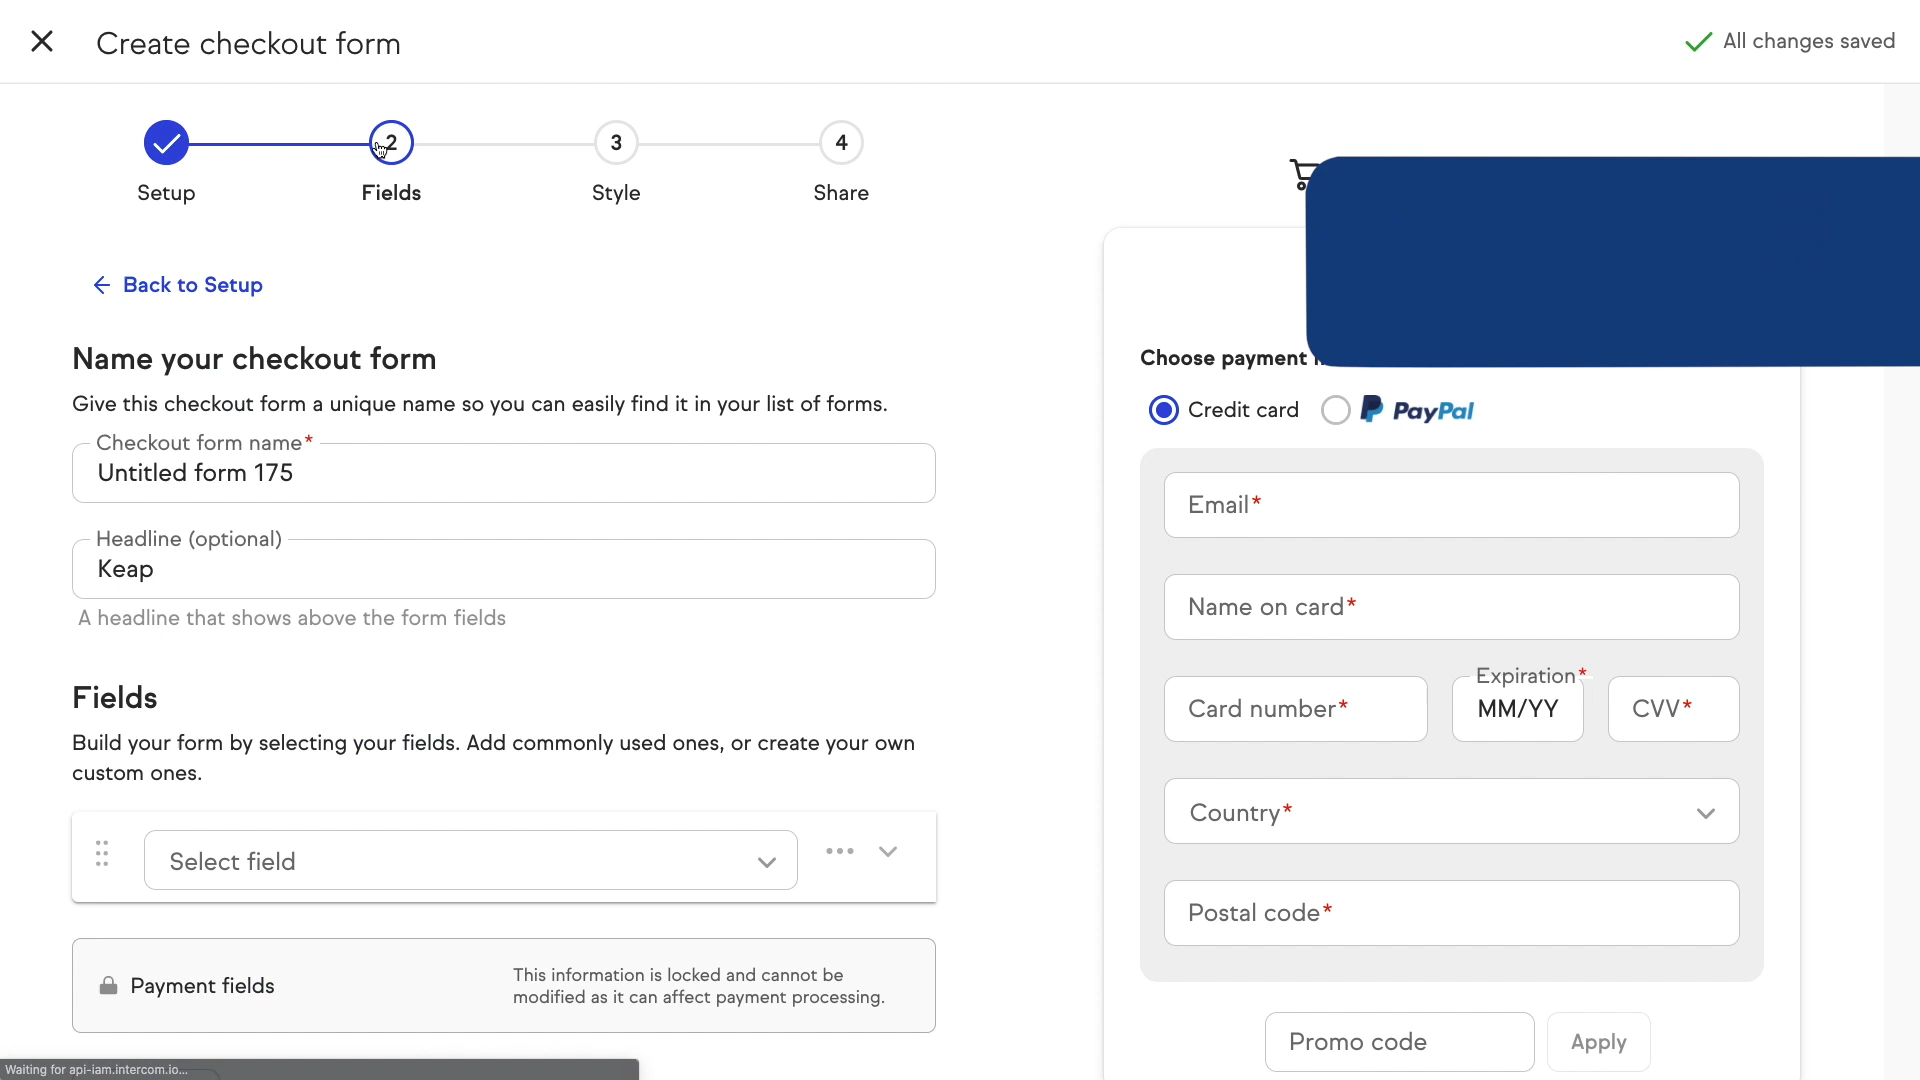 Create checkout form
All changes saved
2
3
4
Setup
Fields
Style
Share
Back to Setup
Name your checkout form
Give this checkout form a unique name so you can easily find it in your list of forms.
Checkout form name*
Untitled form 175
Headline (optional)
Keap
A headline that shows above the form fields
Fields
Build your form by selecting your fields. Add commonly used ones, or create your own
custom ones.
Select field
Payment fields
This information is locked and cannot be
modified as it can affect payment processing.
Waiting for api-iam.intercom.io...
Choose payment
Credit card
PayPal
Email*
Name on card*
Card number*
Expiration*
MM/YY
CVV*
Country*
Postal code*
Promo code
Apply